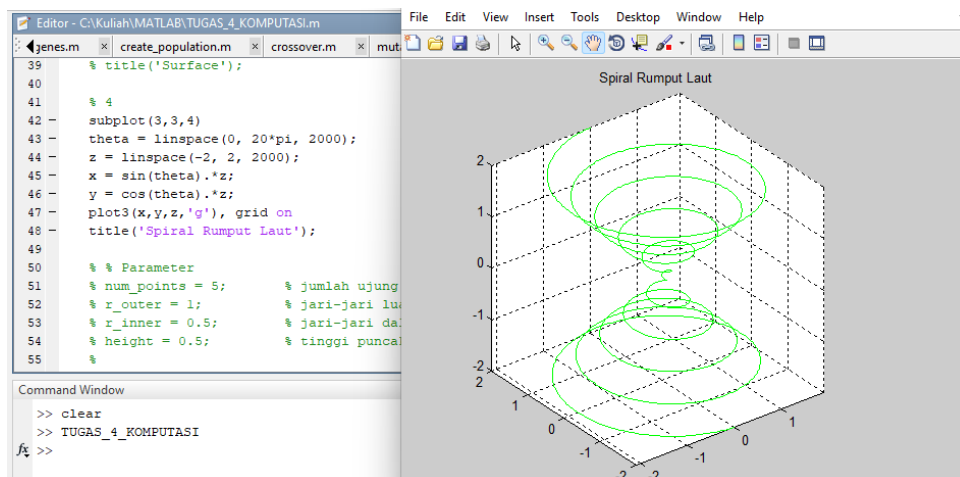 Editor - C:\Kuliah\MATLAB\TUGAS_4_KOMPUTASI.m
genes.m × create_population.m × crossover.m × muta
39 % title('Surface');
40
41 % 4
42 - subplot(3,3,4)
43 - theta = linspace(0, 20*pi, 2000);
44 - z = linspace(-2, 2, 2000);
45 - x = sin(theta).*z;
46 - y = cos(theta).*z;
47 - plot3(x,y,z,'g'), grid on
48 - title('Spiral Rumput Laut');
49
50 % % Parameter
51 % num_points = 5; % jumlah ujung
52 % r_outer = 1; % jari-jari lua
53 % r_inner = 0.5; % jari-jari dal
54 % height = 0.5; % tinggi puncak
55 %
Command Window
>> clear
>> TUGAS_4_KOMPUTASI
fx >>
File Edit View Insert Tools Desktop Window Help
Spiral Rumput Laut
2
1
0
-1
-2
2
1
0
-1
-2
-2
-1
0
1